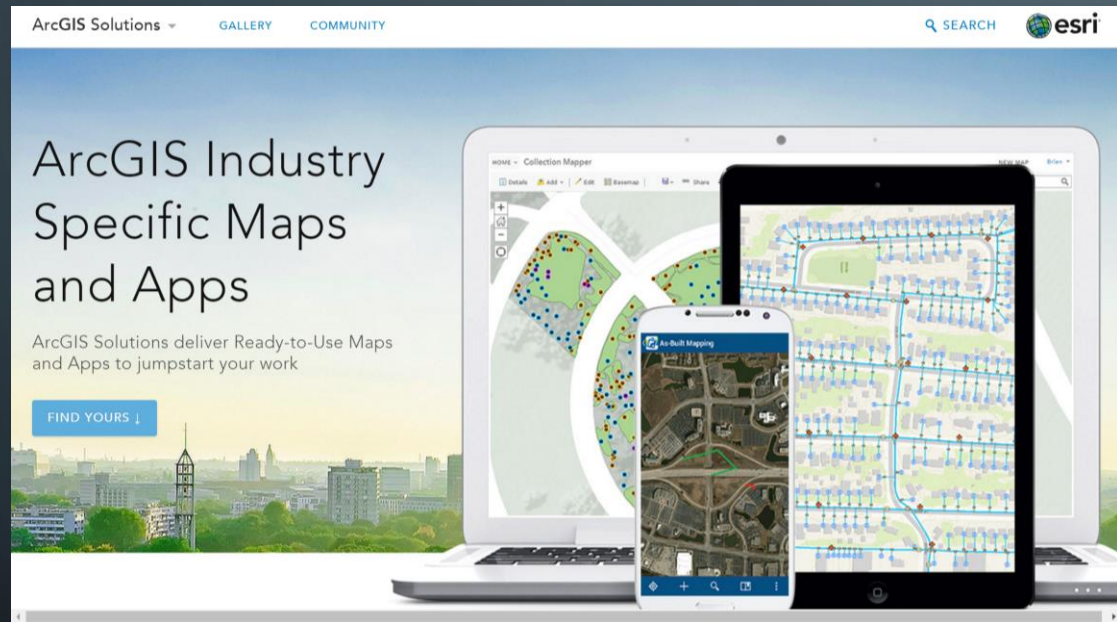 ArcGIS Solutions
GALLERY
COMMUNITY
SEARCH
esri
ArcGIS Industry
Specific Maps
and Apps
ArcGIS Solutions deliver Ready-to-Use Maps
and Apps to jumpstart your work
FIND YOURS ↓
HOME
Collection Mapper
NEW MAP
Brian
Details
Add
Edit
Basemap
Share
As-Built Mapping